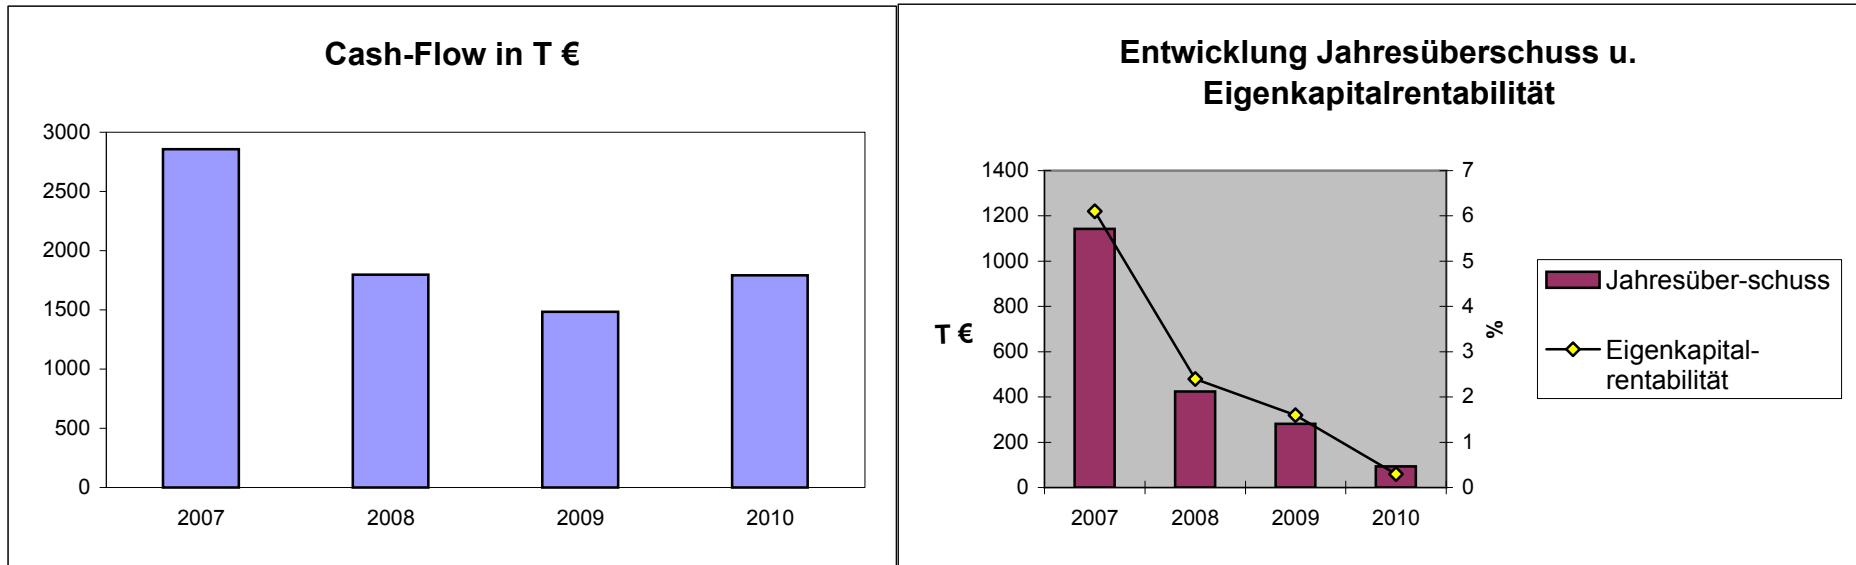 Cash-Flow in T €
3000
2500
2000
1500
1000
500
0
2007 2008 2009 2010
Entwicklung Jahresüberschuss u.
Eigenkapitalrentabilität
1400
1200
1000
800
600
400
200
0
T €
7
6
5
4
3
2
1
0
%
2007 2008 2009 2010
Jahresüber-schuss
Eigenkapital-
rentabilität